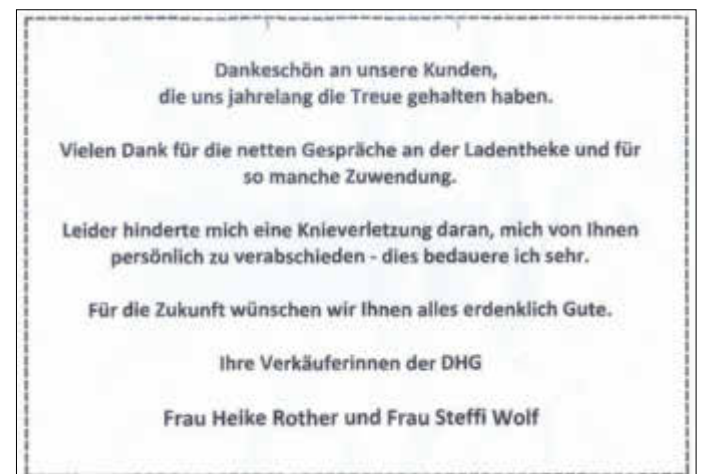 Dankeschön an unsere Kunden,
die uns jahrelang die Treue gehalten haben.
Vielen Dank für die netten Gespräche an der Ladentheke und für
so manche Zuwendung.
Leider hinderte mich eine Knieverletzung daran, mich von Ihnen
persönlich zu verabschieden - dies bedauere ich sehr.
Für die Zukunft wünschen wir Ihnen alles erdenklich Gute.
Ihre Verkäuferinnen der DHG
Frau Heike Rother und Frau Steffi Wolf